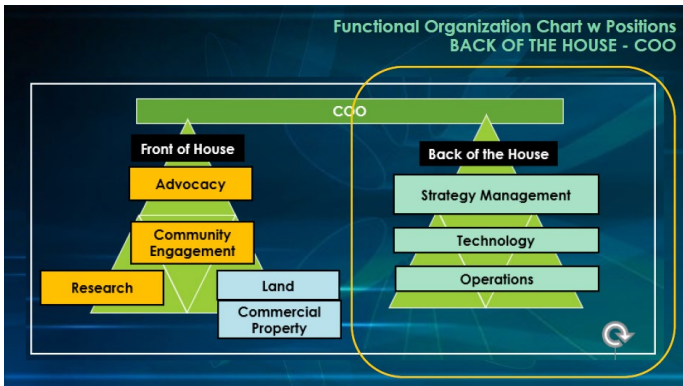 Functional Organization Chart w Positions
BACK OF THE HOUSE - COO
COO
Front of House
Advocacy
Community
Engagement
Research
Land
Commercial
Property
Back of the House
Strategy Management
Technology
Operations